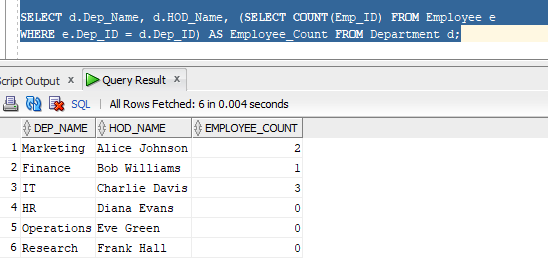 SELECT d.Dep_Name, d.HOD_Name, (SELECT COUNT(Emp_ID) FROM Employee e
WHERE e.Dep_ID = d.Dep_ID) AS Employee_Count FROM Department d;
Script Output x Query Result x
SQL | All Rows Fetched: 6 in 0.004 seconds
DEP_NAME HOD_NAME EMPLOYEE_COUNT
1 Marketing Alice Johnson 2
2 Finance Bob Williams 1
3 IT Charlie Davis 3
4 HR Diana Evans 0
5 Operations Eve Green 0
6 Research Frank Hall 0